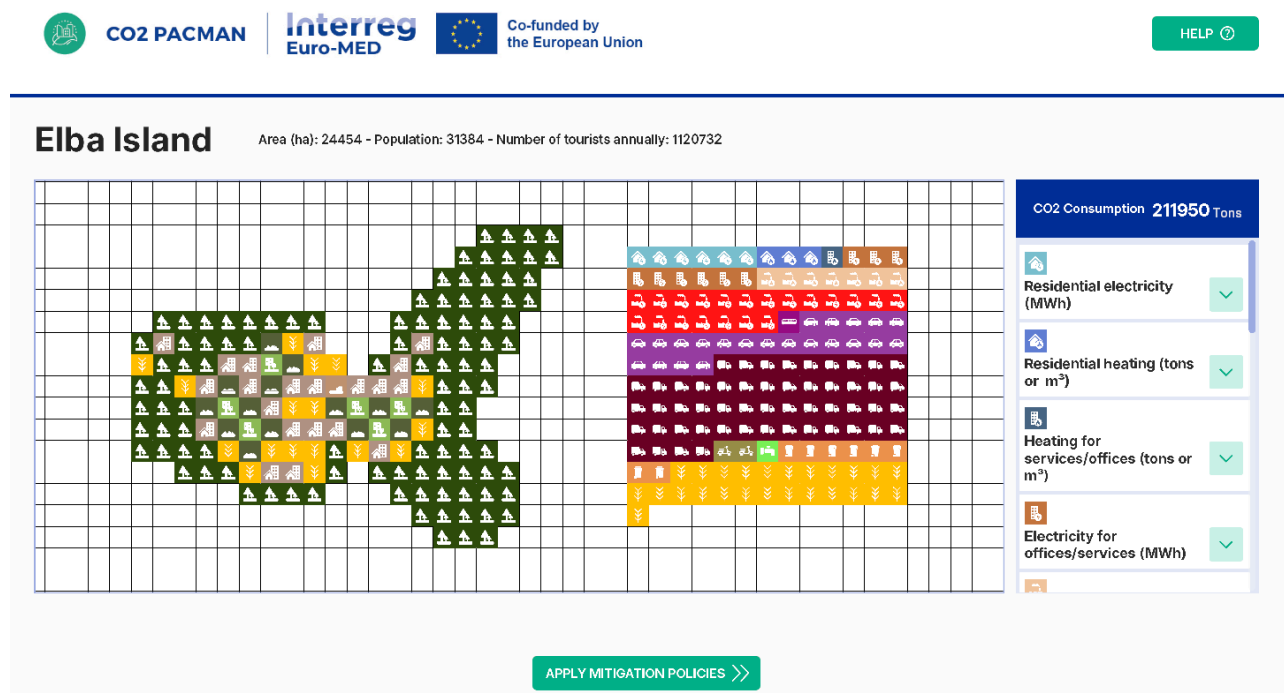 CO2 PACMAN
Interreg
Euro-MED
Co-funded by
the European Union
HELP
Elba Island
Area (ha): 24454 - Population: 31384 - Number of tourists annually: 1120732
CO2 Consumption 211950 Tons
Residential electricity
(MWh)
Residential heating (tons
or m³)
Heating for
services/offices (tons or
m³)
Electricity for
offices/services (MWh)
APPLY MITIGATION POLICIES